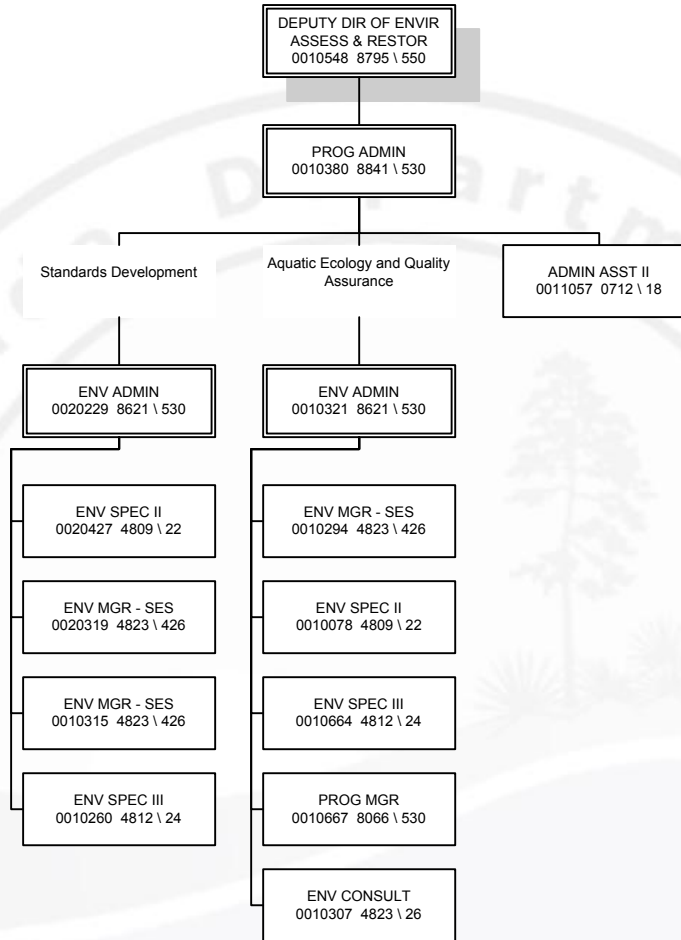 DEPUTY DIR OF ENVIR
ASSESS & RESTOR
0010548 8795 \ 550
PROG ADMIN
0010380 8841 \ 530
Standards Development
Aquatic Ecology and Quality
Assurance
ADMIN ASST II
0011057 0712 \ 18
ENV ADMIN
0020229 8621 \ 530
ENV SPEC II
0020427 4809 \ 22
ENV MGR - SES
0020319 4823 \ 426
ENV MGR - SES
0010315 4823 \ 426
ENV SPEC III
0010260 4812 \ 24
ENV ADMIN
0010321 8621 \ 530
ENV MGR - SES
0010294 4823 \ 426
ENV SPEC II
0010078 4809 \ 22
ENV SPEC III
0010664 4812 \ 24
PROG MGR
0010667 8066 \ 530
ENV CONSULT
0010307 4823 \ 26